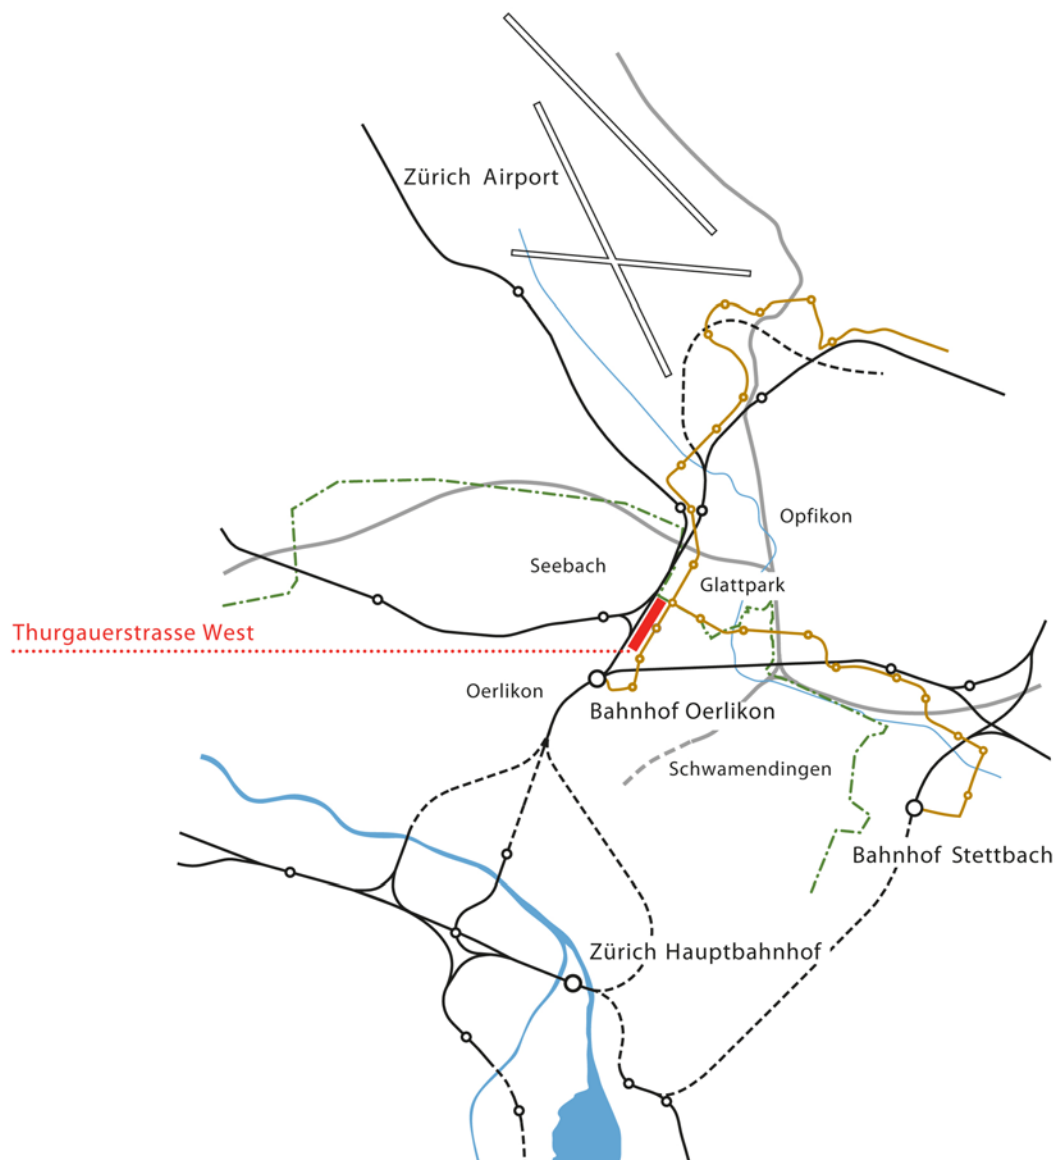 Zürich Airport
Opfikon
Seebach
Glattpark
Thurgauerstrasse West
Oerlikon
Bahnhof Oerlikon
Schwamendingen
Bahnhof Stettbach
Zürich Hauptbahnhof